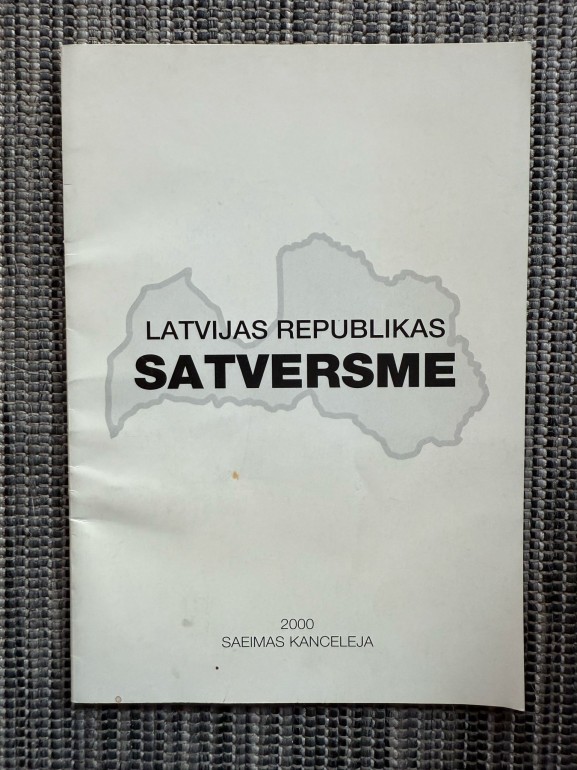 LATVIJAS REPUBLIKAS
SATVERSME
2000
SAEIMAS KANCELEJA